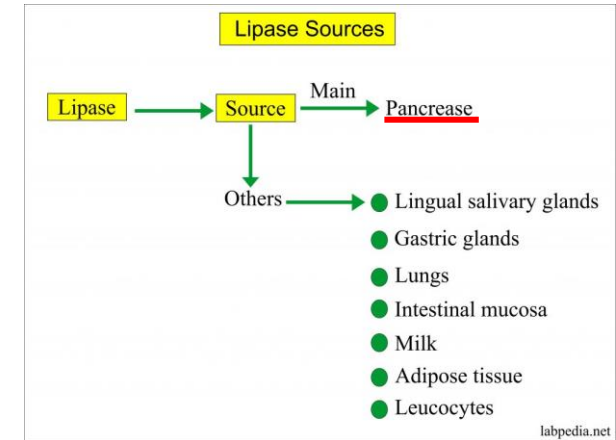 Lipase Sources
Lipase
Source
Main
Pancrease
Others
Lingual salivary glands
Gastric glands
Lungs
Intestinal mucosa
Milk
Adipose tissue
Leucocytes
labpedia.net